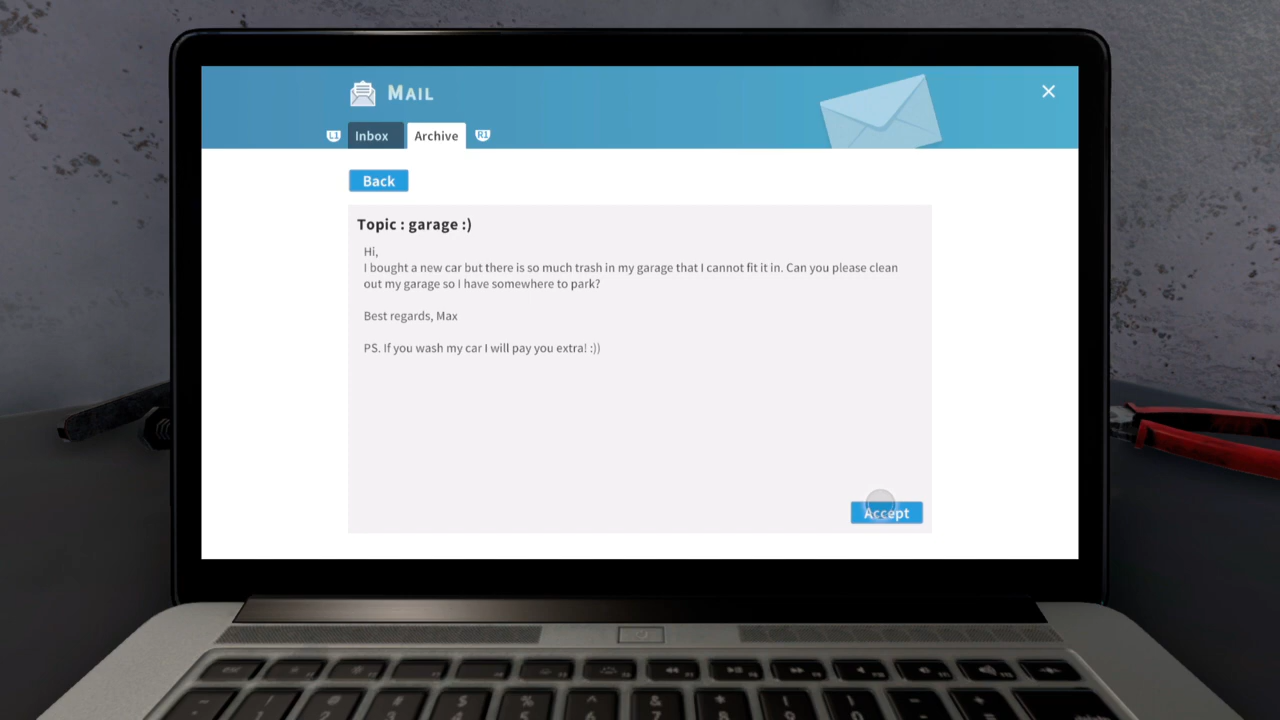 MAIL
L1 Inbox Archive R1
Back
Topic : garage :)
Hi,
I bought a new car but there is so much trash in my garage that I cannot fit it in. Can you please clean
out my garage so I have somewhere to park?
Best regards, Max
PS. If you wash my car I will pay you extra! :))
Accept